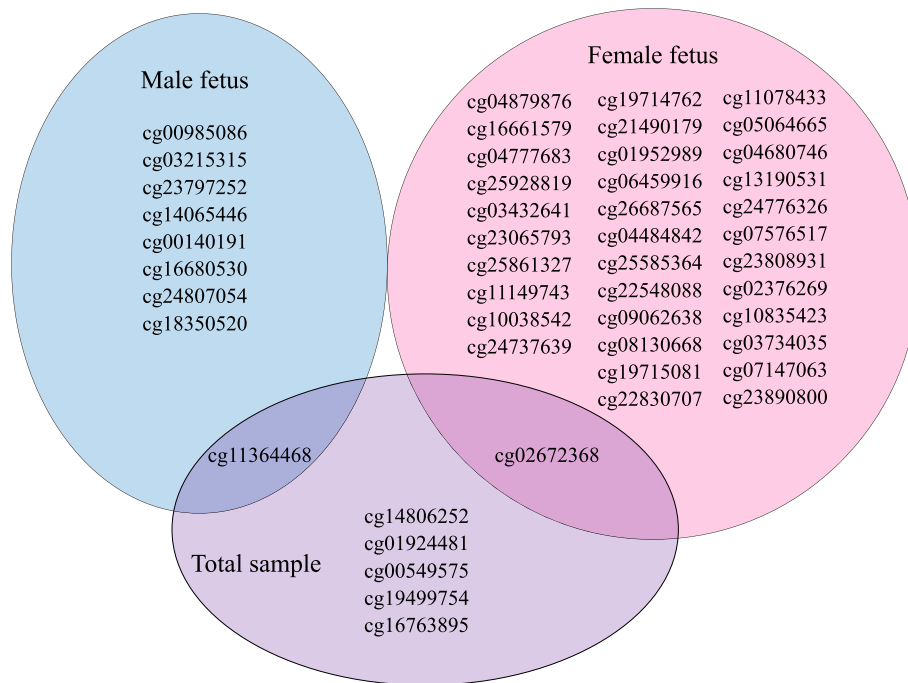 Male fetus
cg00985086
cg03215315
cg23797252
cg14065446
cg00140191
cg16680530
cg24807054
cg18350520
Female fetus
cg04879876 cg19714762 cg11078433
cg16661579 cg21490179 cg05064665
cg04777683 cg01952989 cg04680746
cg25928819 cg06459916 cg13190531
cg03432641 cg26687565 cg24776326
cg23065793 cg04484842 cg07576517
cg25861327 cg25585364 cg23808931
cg11149743 cg22548088 cg02376269
cg10038542 cg09062638 cg10835423
cg24737639 cg08130668 cg03734035
cg19715081 cg07147063
cg22830707 cg23890800
cg11364468
cg02672368
Total sample
cg14806252
cg01924481
cg00549575
cg19499754
cg16763895